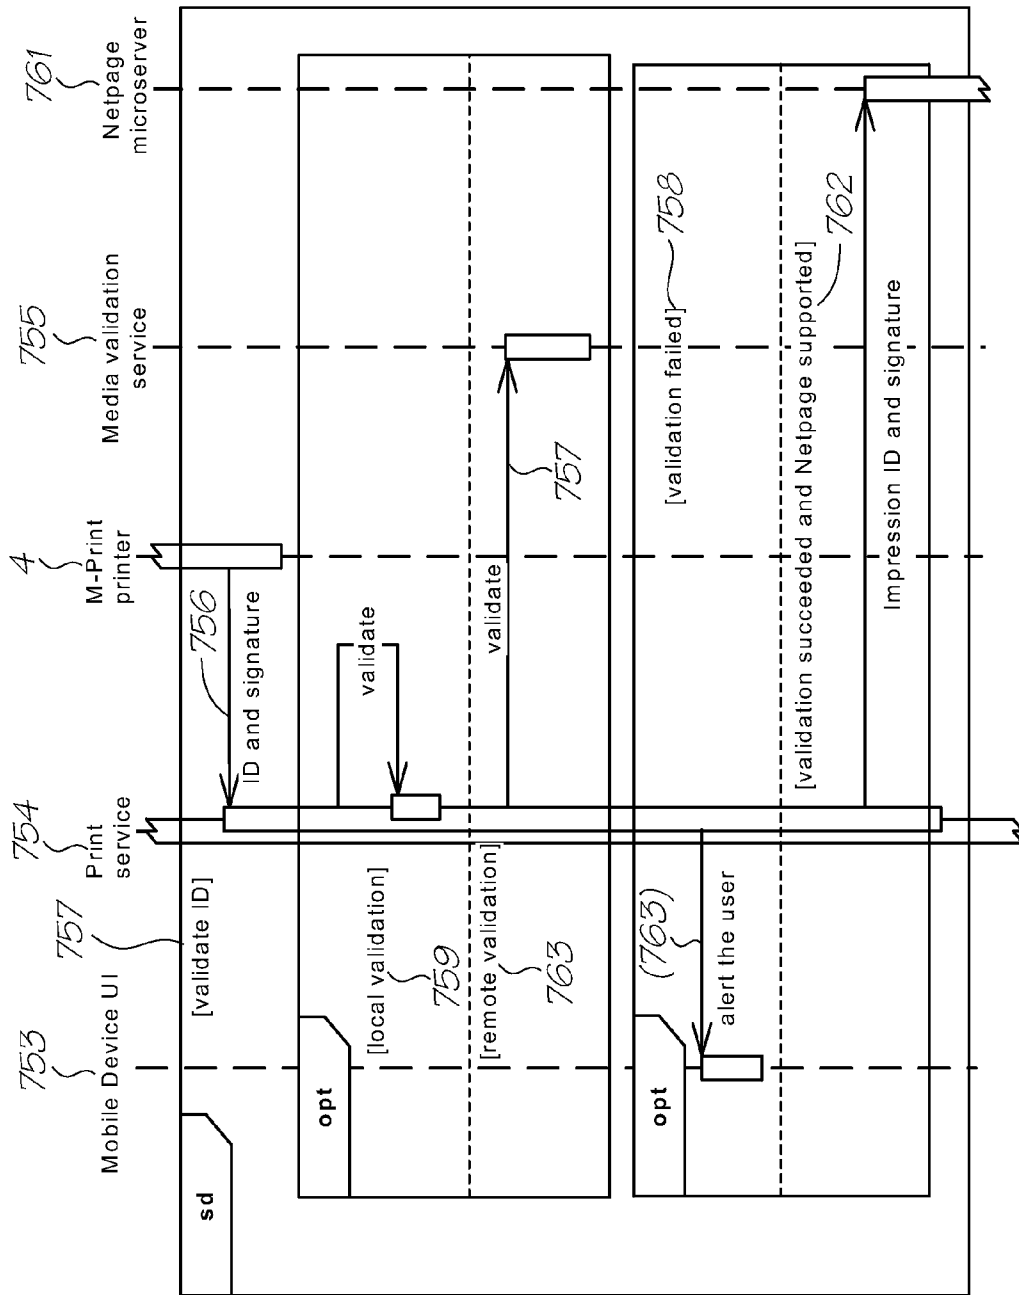 753
Mobile Device UI
757
754
Print
service
4
M-Print
printer
755
Media validation
service
761
Netpage
microserver
sd
[validate ID]
756
ID and signature
opt
[local validation]
759
validate
[remote validation]
763
validate
757
opt
[validation failed]
758
(763)
alert the user
[validation succeeded and Netpage supported]
762
Impression ID and signature